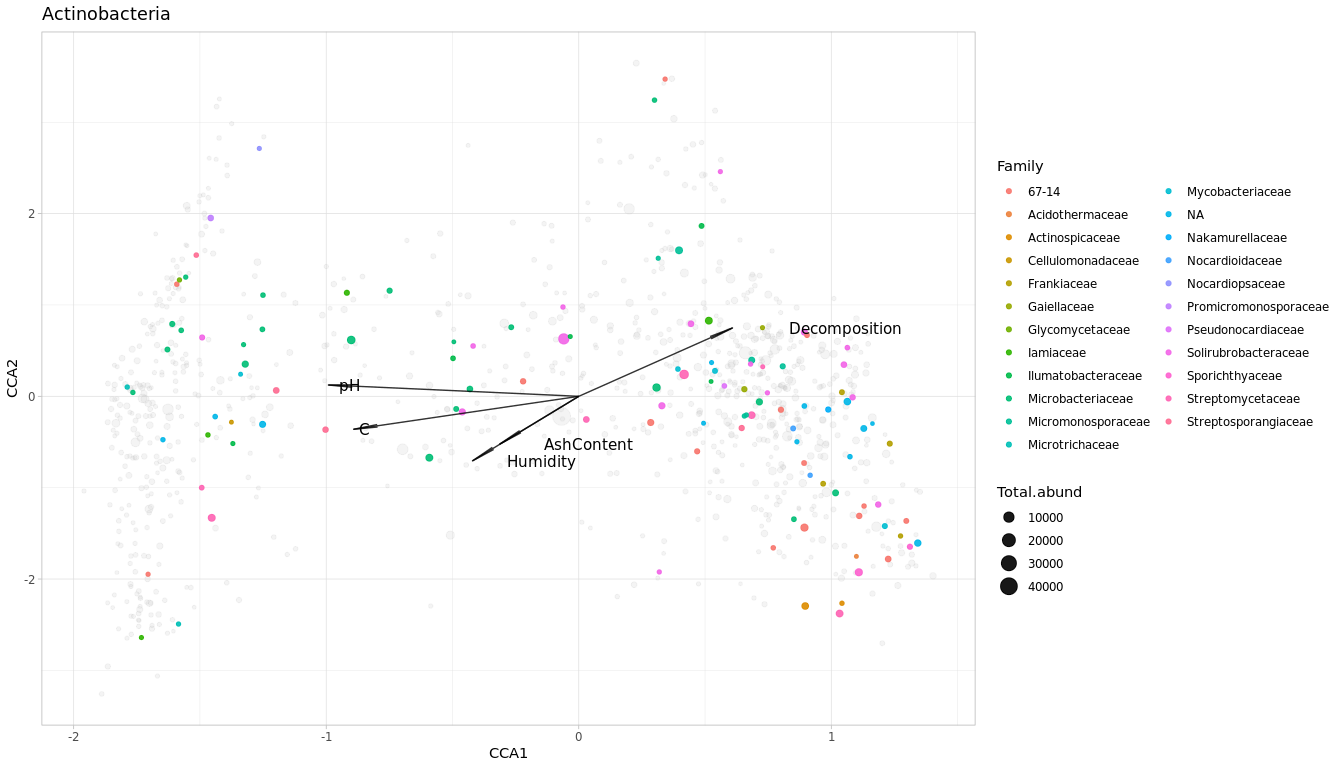 Actinobacteria
CCA2
2
0
-2
-2
-1
0
1
CCA1
Decomposition
pH
C
AshContent
Humidity
Family
67-14
Acidothermaceae
Actinospicaceae
Cellulomonadaceae
Frankiaceae
Gaiellaceae
Glycomycetaceae
Iamiaceae
Ilumatobacteraceae
Microbacteriaceae
Micromonosporaceae
Microtrichaceae
Mycobacteriaceae
NA
Nakamurellaceae
Nocardioidaceae
Nocardiopsaceae
Promicromonosporaceae
Pseudonocardiaceae
Solirubrobacteraceae
Sporichthyaceae
Streptomycetaceae
Streptosporangiaceae
Total.abund
10000
20000
30000
40000